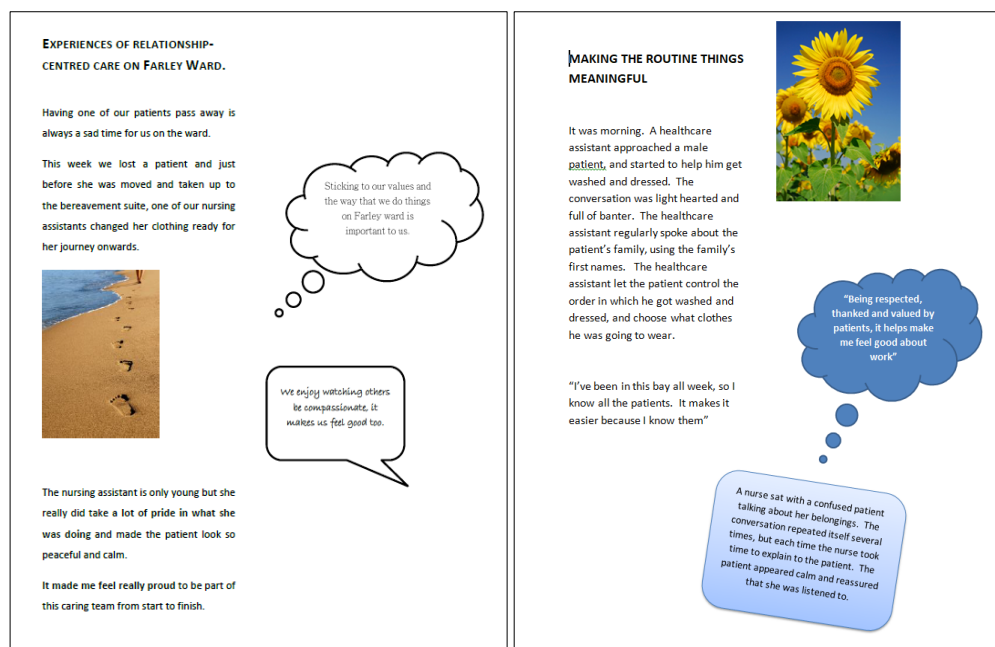 EXPERIENCES OF RELATIONSHIP-
CENTRED CARE ON FARLEY WARD.
Having one of our patients pass away is
always a sad time for us on the ward.
This week we lost a patient and just
before she was moved and taken up to
the bereavement suite, one of our nursing
assistants changed her clothing ready for
her journey onwards.
Sticking to our values and
the way that we do things
on Farley ward is
important to us.
We enjoy watching others
be compassionate, it
makes us feel good too.
The nursing assistant is only young but she
really did take a lot of pride in what she
was doing and made the patient look so
peaceful and calm.
It made me feel really proud to be part of
this caring team from start to finish.
MAKING THE ROUTINE THINGS
MEANINGFUL
It was morning. A healthcare
assistant approached a male
patient, and started to help him get
washed and dressed. The
conversation was light hearted and
full of banter. The healthcare
assistant regularly spoke about the
patient's family, using the family's
first names. The healthcare
assistant let the patient control the
order in which he got washed and
dressed, and choose what clothes
he was going to wear.
"I've been in this bay all week, so I
know all the patients. It makes it
easier because I know them"
"Being respected,
thanked and valued by
patients, it helps make
me feel good about
work"
A nurse sat with a confused patient
talking about her belongings. The
conversation repeated itself several
times, but each time the nurse took
time to explain to the patient. The
patient appeared calm and reassured
that she was listened to.